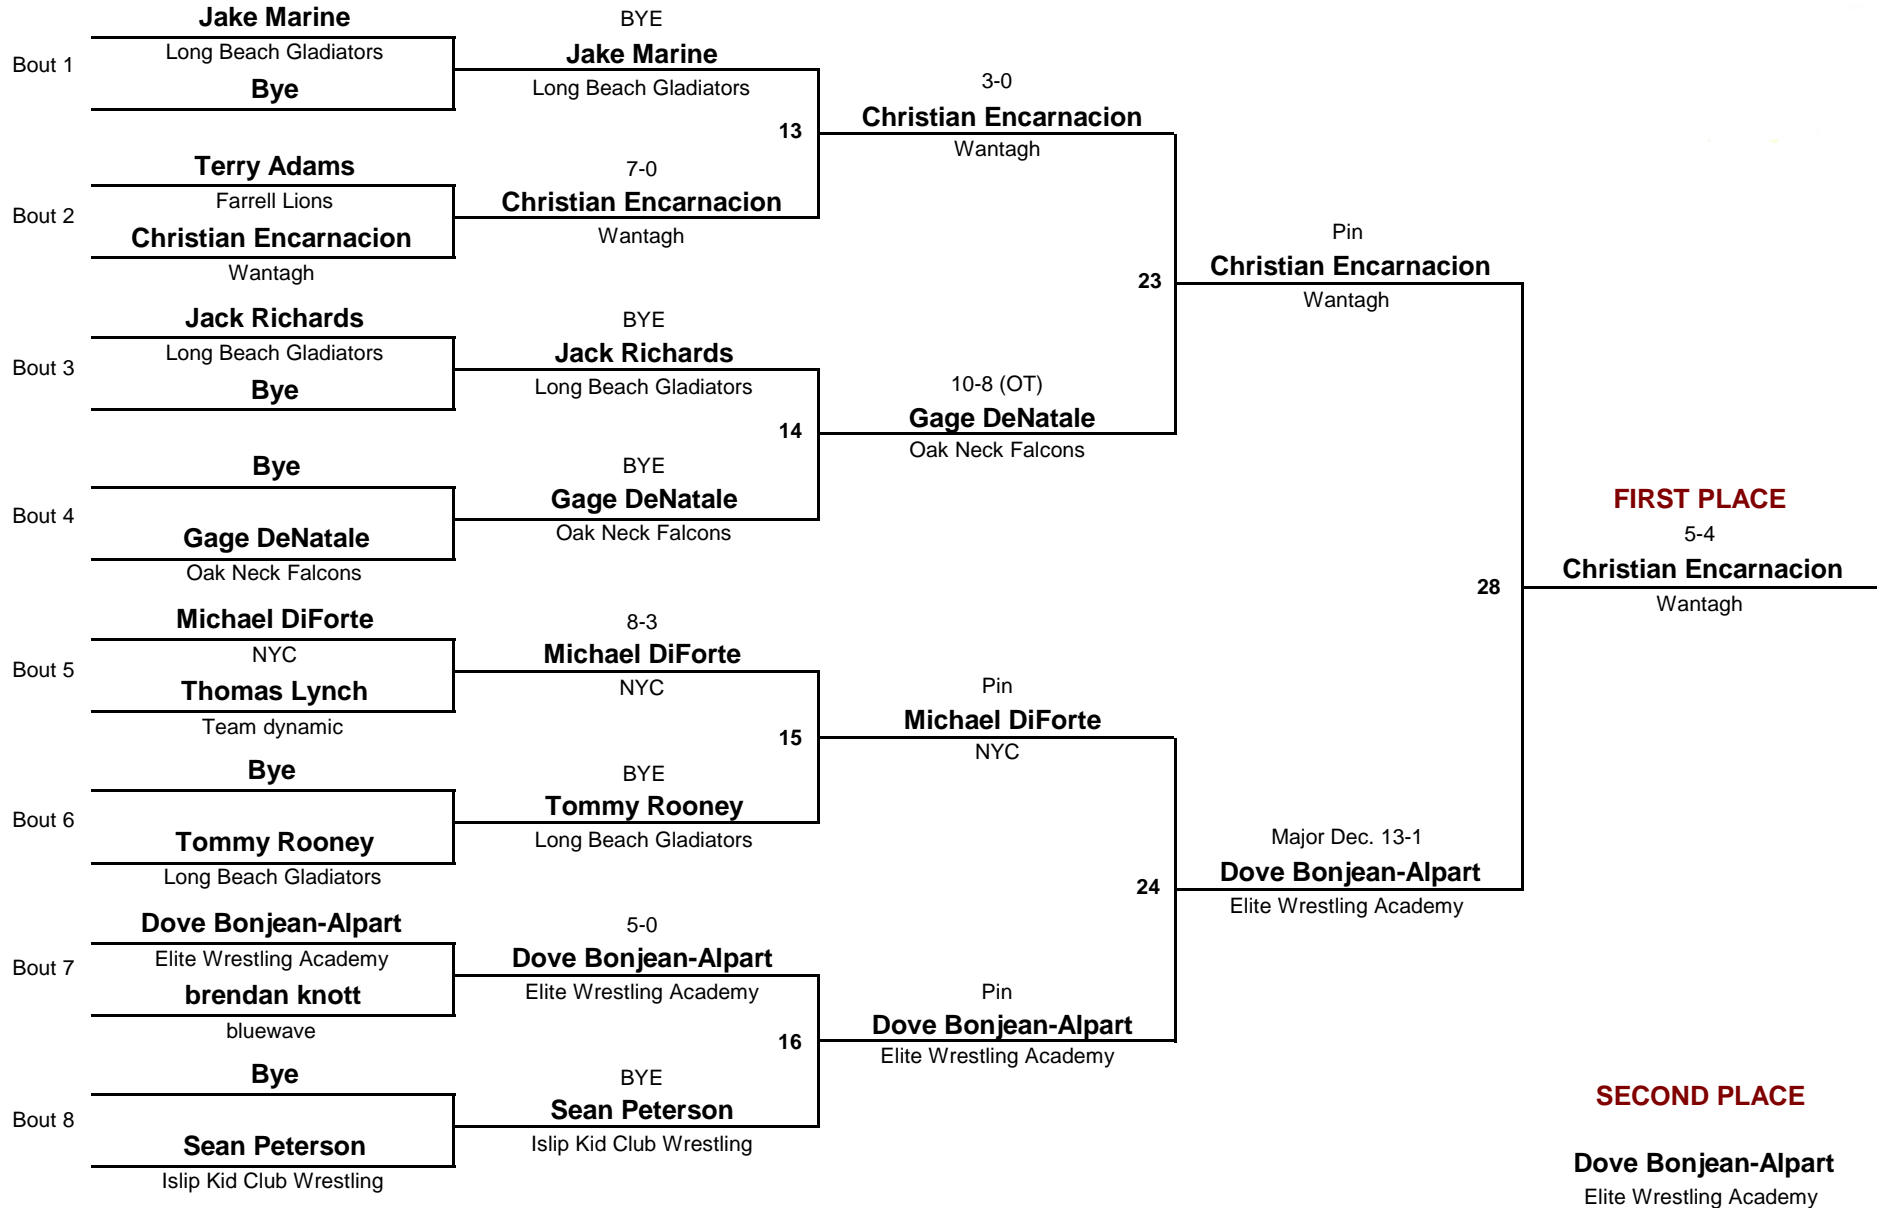 Jake Marine
Bout 1
Long Beach Gladiators
Bye
Terry Adams
Bout 2
Farrell Lions
Christian Encarnacion
Wantagh
Jack Richards
Bout 3
Long Beach Gladiators
Bye
Bye
Bout 4
Gage DeNatale
Oak Neck Falcons
Michael DiForte
Bout 5
NYC
Thomas Lynch
Team dynamic
Bye
Bout 6
Tommy Rooney
Long Beach Gladiators
Dove Bonjean-Alpart
Bout 7
Elite Wrestling Academy
brendan knott
bluewave
Bye
Bout 8
Sean Peterson
Islip Kid Club Wrestling
BYE
Jake Marine
Long Beach Gladiators
13
7-0
Christian Encarnacion
Wantagh
BYE
Jack Richards
Long Beach Gladiators
14
BYE
Gage DeNatale
Oak Neck Falcons
8-3
Michael DiForte
NYC
15
BYE
Tommy Rooney
Long Beach Gladiators
5-0
Dove Bonjean-Alpart
Elite Wrestling Academy
16
BYE
Sean Peterson
Islip Kid Club Wrestling
3-0
Christian Encarnacion
Wantagh
23
10-8 (OT)
Gage DeNatale
Oak Neck Falcons
Pin
Michael DiForte
NYC
24
Pin
Dove Bonjean-Alpart
Elite Wrestling Academy
Pin
Christian Encarnacion
Wantagh
28
Major Dec. 13-1
Dove Bonjean-Alpart
Elite Wrestling Academy
FIRST PLACE
5-4
Christian Encarnacion
Wantagh
SECOND PLACE
Dove Bonjean-Alpart
Elite Wrestling Academy